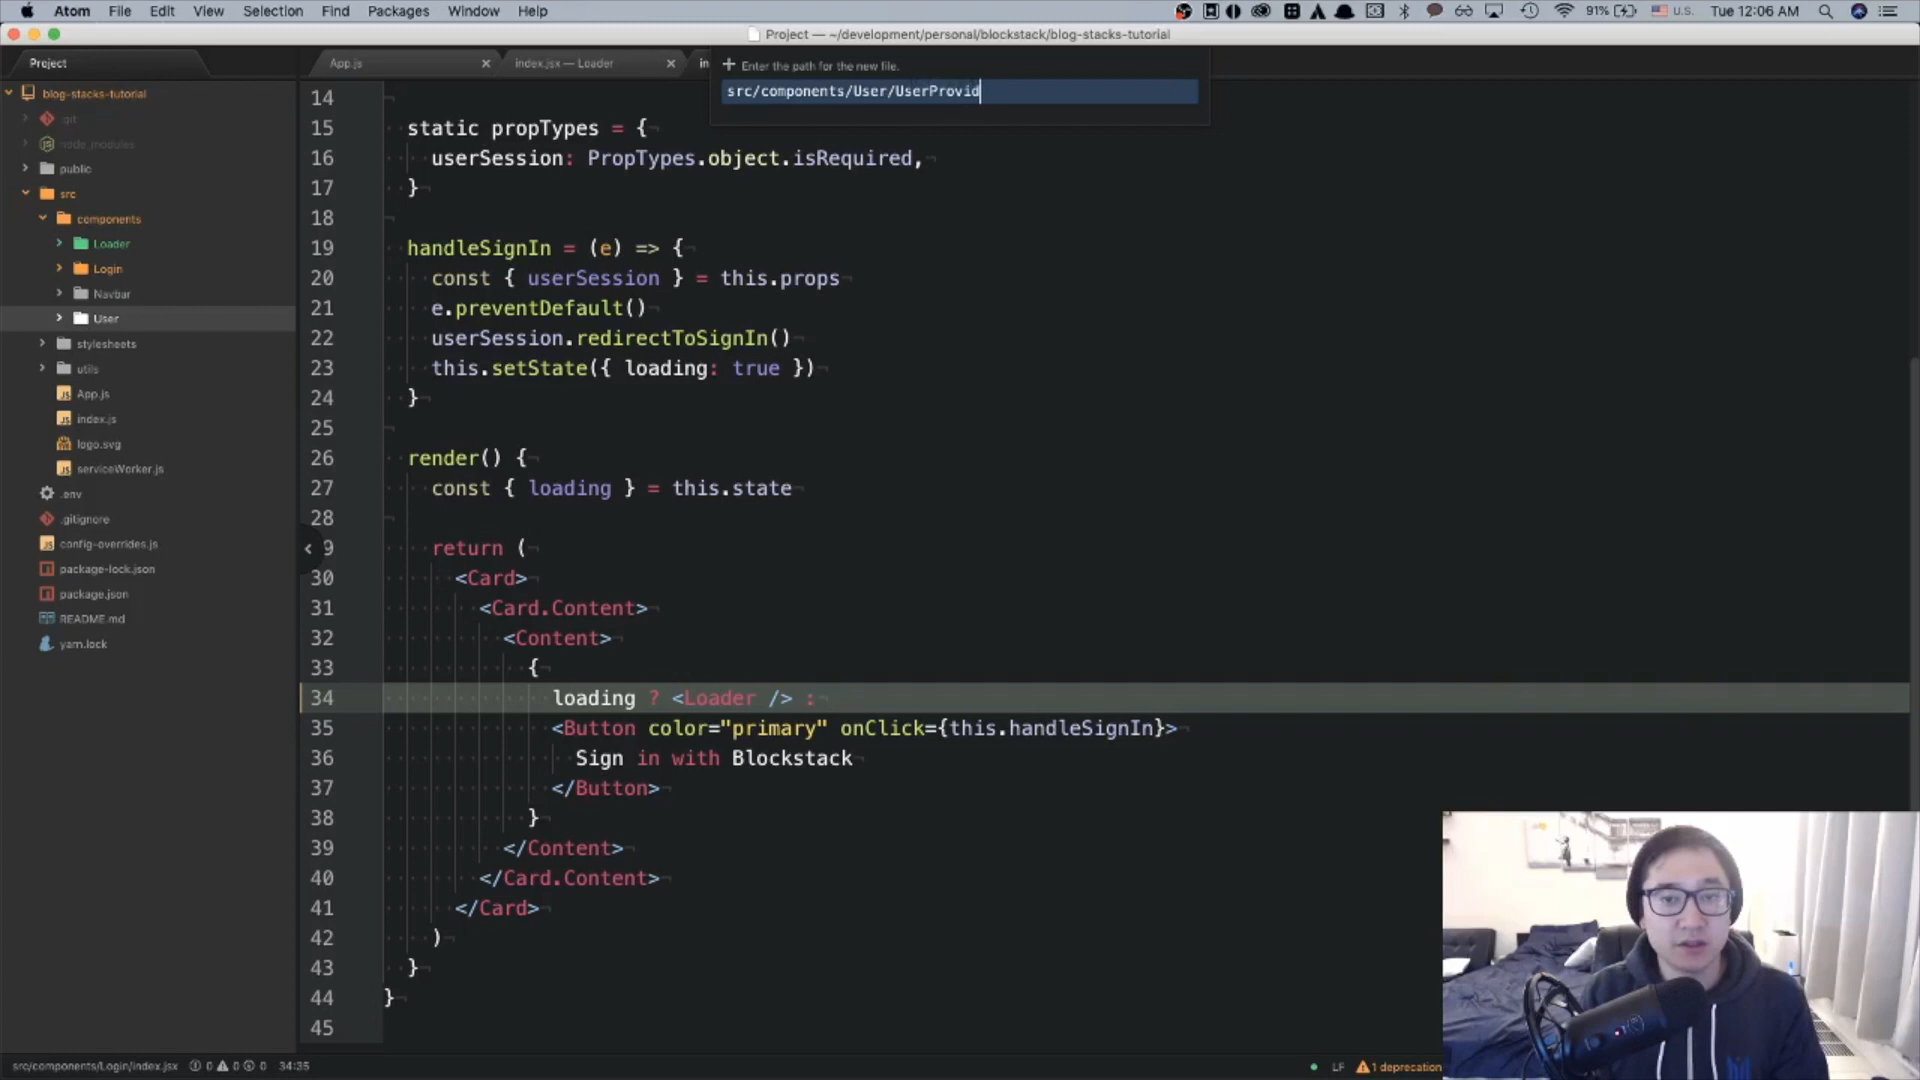 Atom File Edit View Selection Find Packages Window Help 91% U.S. Tue 12:06 AM
Project — ~/development/personal/blockstack/blog-stacks-tutorial
Project
App.js
index.jsx — Loader
in
Enter the path for the new file.
src/components/User/UserProvid
blog-stacks-tutorial
.git
node_modules
public
src
components
Loader
Login
Navbar
User
stylesheets
utils
App.js
index.js
logo.svg
serviceWorker.js
.env
.gitignore
config-overrides.js
package-lock.json
package.json
README.md
yarn.lock
14
15 static propTypes = {
16 userSession: PropTypes.object.isRequired,
17 }
18
19 handleSignIn = (e) => {
20 const { userSession } = this.props
21 e.preventDefault()
22 userSession.redirectToSignIn()
23 this.setState({ loading: true })
24 }
25
26 render() {
27 const { loading } = this.state
28
9 return (
30 <Card>
31 <Card.Content>
32 <Content>
33 {
34 loading ? <Loader /> :
35 <Button color="primary" onClick={this.handleSignIn}>
36 Sign in with Blockstack
37 </Button>
38 }
39 </Content>
40 </Card.Content>
41 </Card>
42 )
43 }
44 }
45
src/components/Login/index.jsx 0 0 0 34:35
LF 1 deprecation